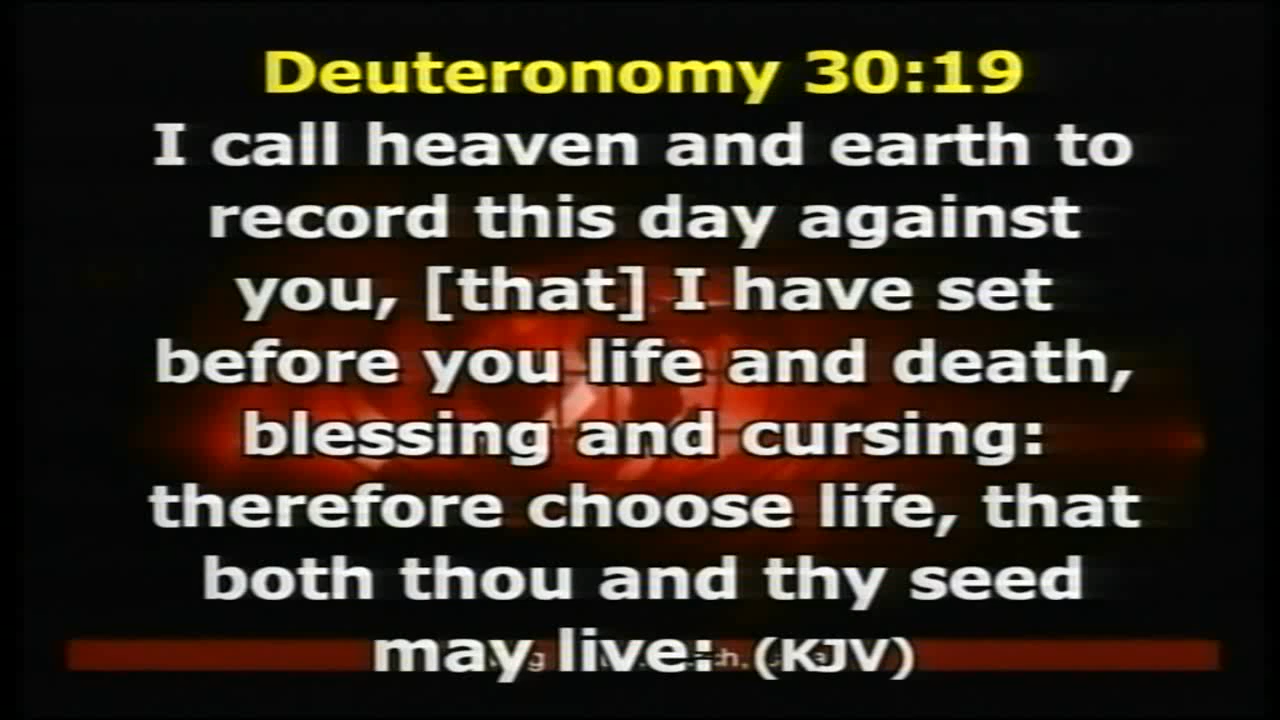 Deuteronomy 30:19
I call heaven and earth to
record this day against
you, [that] I have set
before you life and death,
blessing and cursing:
therefore choose life, that
both thou and thy seed
may live: (KJV)